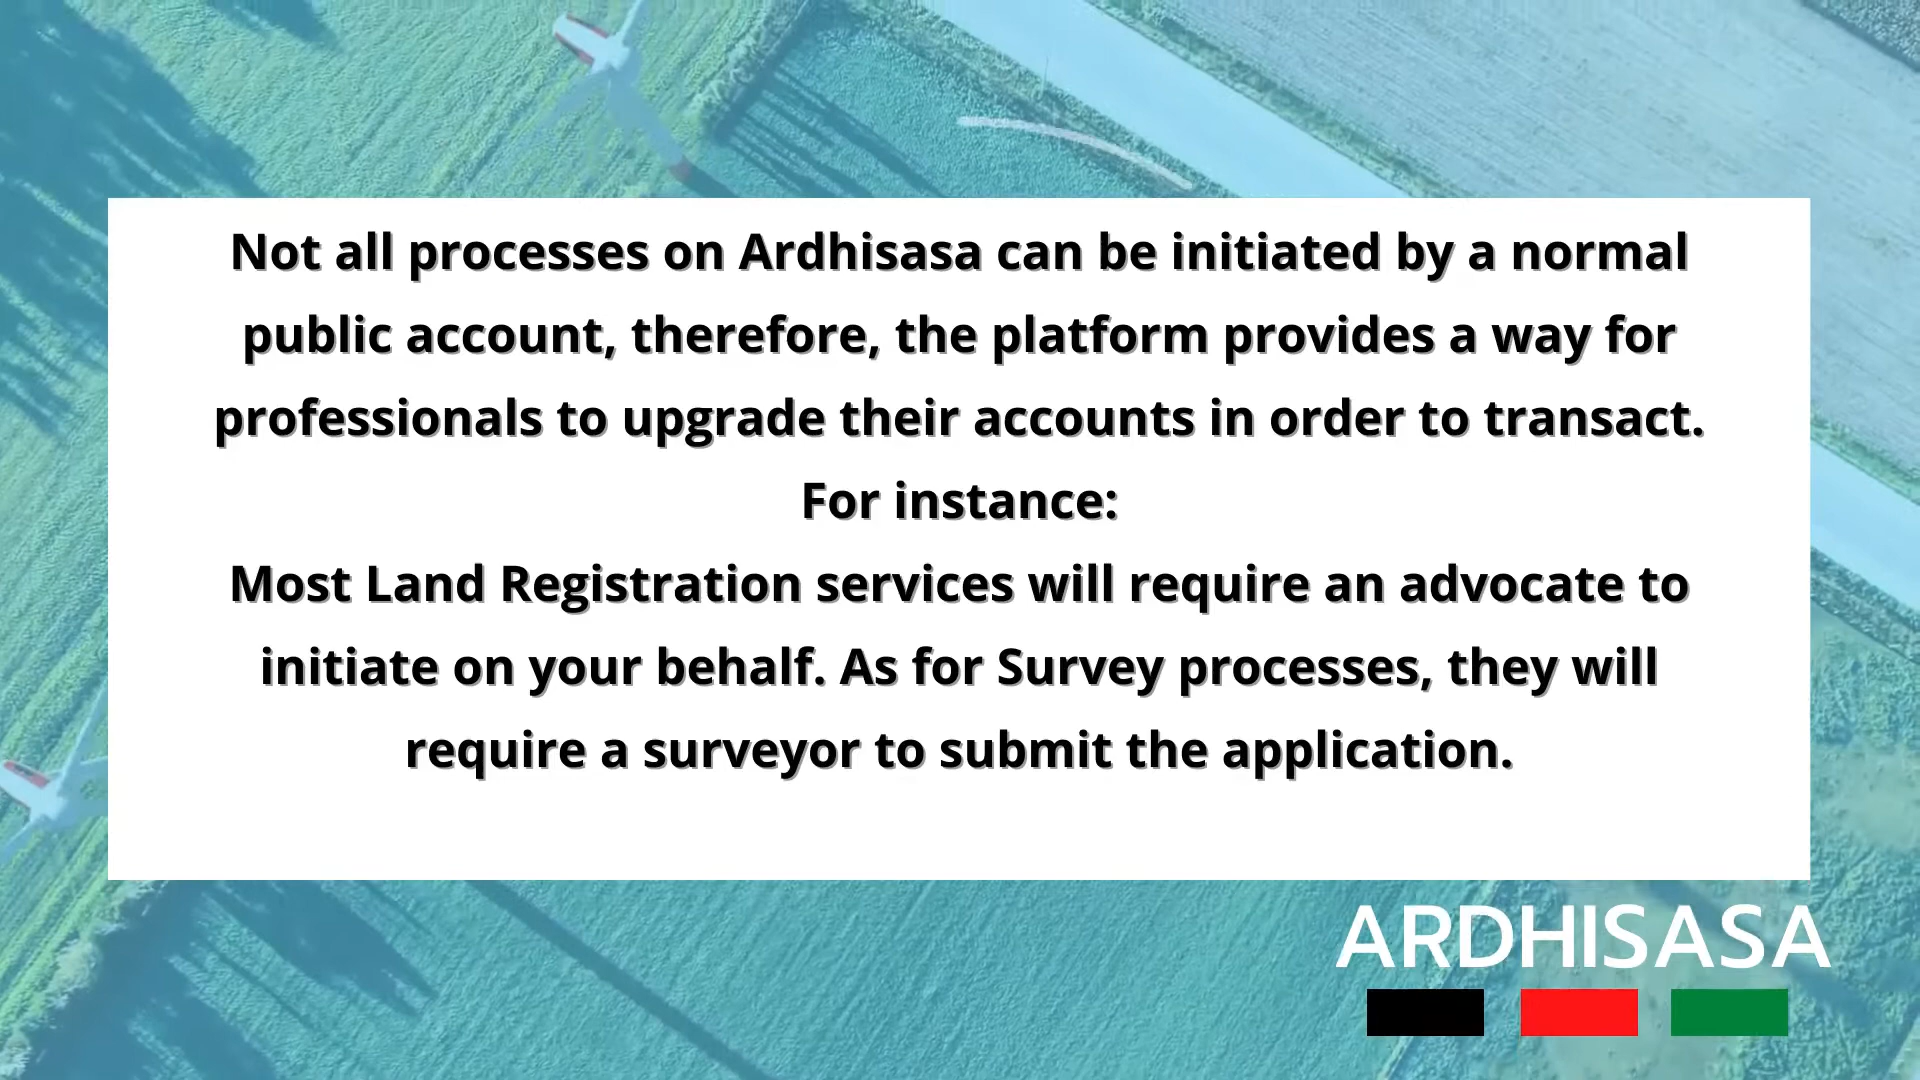 Not all processes on Ardhisasa can be initiated by a normal
public account, therefore, the platform provides a way for
professionals to upgrade their accounts in order to transact.
For instance:
Most Land Registration services will require an advocate to
initiate on your behalf. As for Survey processes, they will
require a surveyor to submit the application.
ARDHISASA